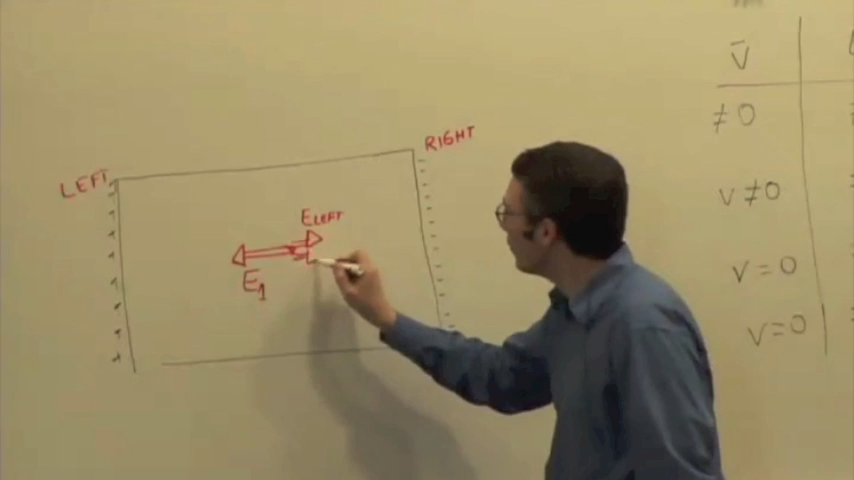 LEFT
RIGHT
E LEFT
E1
v̄
≠ 0
v ≠ 0
v = 0
v = 0